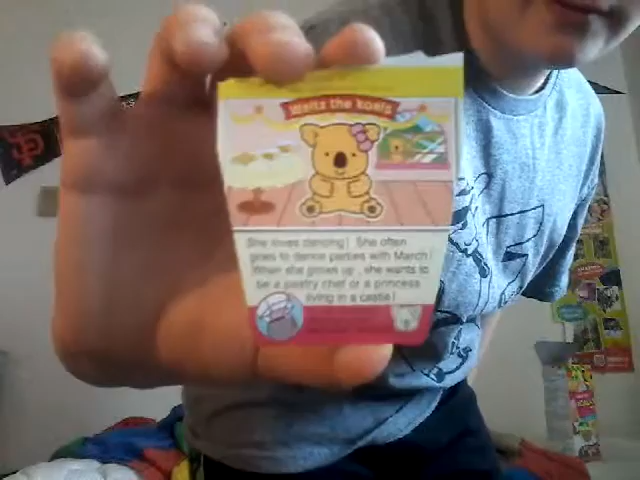 Waltz the koala
She loves dancing! She often
goes to dance parties with March!
When she grows up, she wants to
be a pastry chef or a princess
living in a castle!
SF